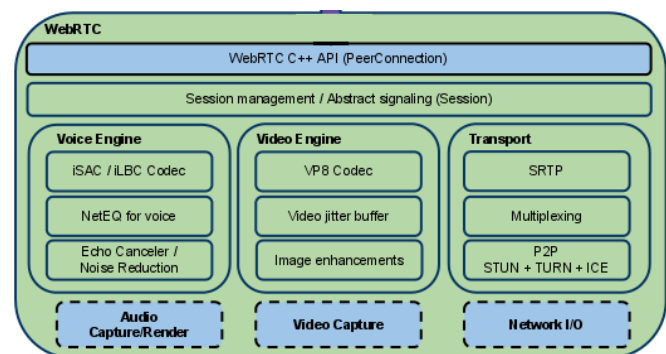 WebRTC
WebRTC C++ API (PeerConnection)
Session management / Abstract signaling (Session)
Voice Engine
iSAC / iLBC Codec
NetEQ for voice
Echo Canceler /
Noise Reduction
Video Engine
VP8 Codec
Video jitter buffer
Image enhancements
Transport
SRTP
Multiplexing
P2P
STUN + TURN + ICE
Audio
Capture/Render
Video Capture
Network I/O